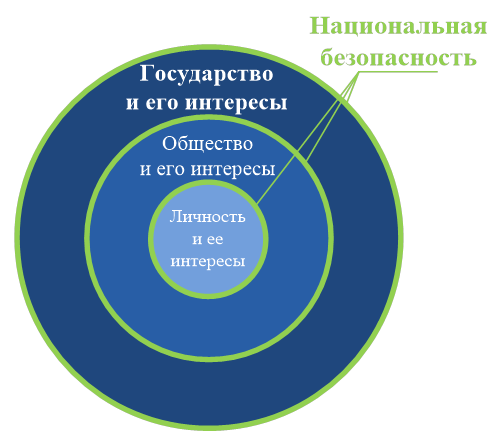 Национальная
безопасность
Государство
и его интересы
Общество
и его интересы
Личность
и ее
интересы